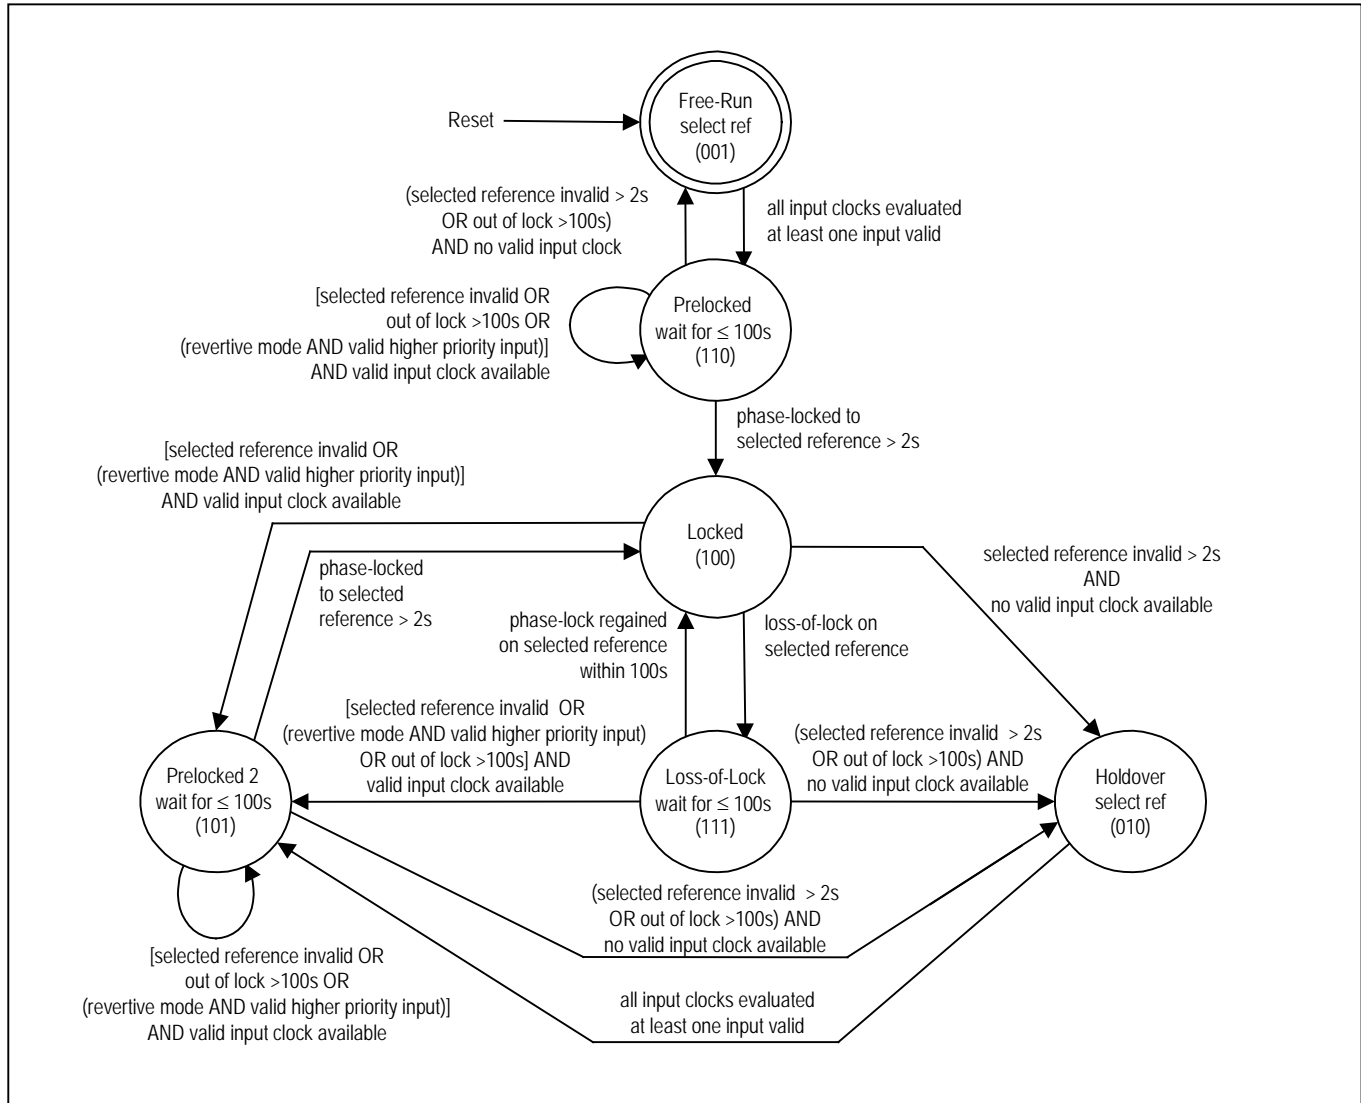 Free-Run
select ref
(001)
Reset
(selected reference invalid > 2s
OR out of lock >100s)
AND no valid input clock
all input clocks evaluated
at least one input valid
[selected reference invalid OR
out of lock >100s OR
(revertive mode AND valid higher priority input)]
AND valid input clock available
Prelocked
wait for ≤ 100s
(110)
phase-locked to
selected reference > 2s
[selected reference invalid OR
(revertive mode AND valid higher priority input)]
AND valid input clock available
Locked
(100)
phase-locked
to selected
reference > 2s
selected reference invalid > 2s
AND
no valid input clock available
phase-lock regained
on selected reference
within 100s
loss-of-lock on
selected reference
[selected reference invalid OR
(revertive mode AND valid higher priority input)
OR out of lock >100s] AND
valid input clock available
(selected reference invalid > 2s
OR out of lock >100s) AND
no valid input clock available
Prelocked 2
wait for ≤ 100s
(101)
Loss-of-Lock
wait for ≤ 100s
(111)
Holdover
select ref
(010)
(selected reference invalid > 2s
OR out of lock >100s) AND
no valid input clock available
[selected reference invalid OR
out of lock >100s OR
(revertive mode AND valid higher priority input)]
AND valid input clock available
all input clocks evaluated
at least one input valid